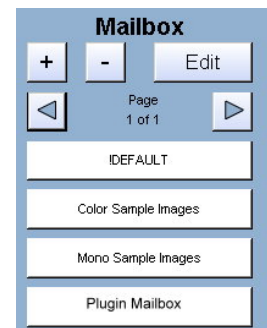 Mailbox
+ - Edit
Page
1 of 1
!DEFAULT
Color Sample Images
Mono Sample Images
Plugin Mailbox